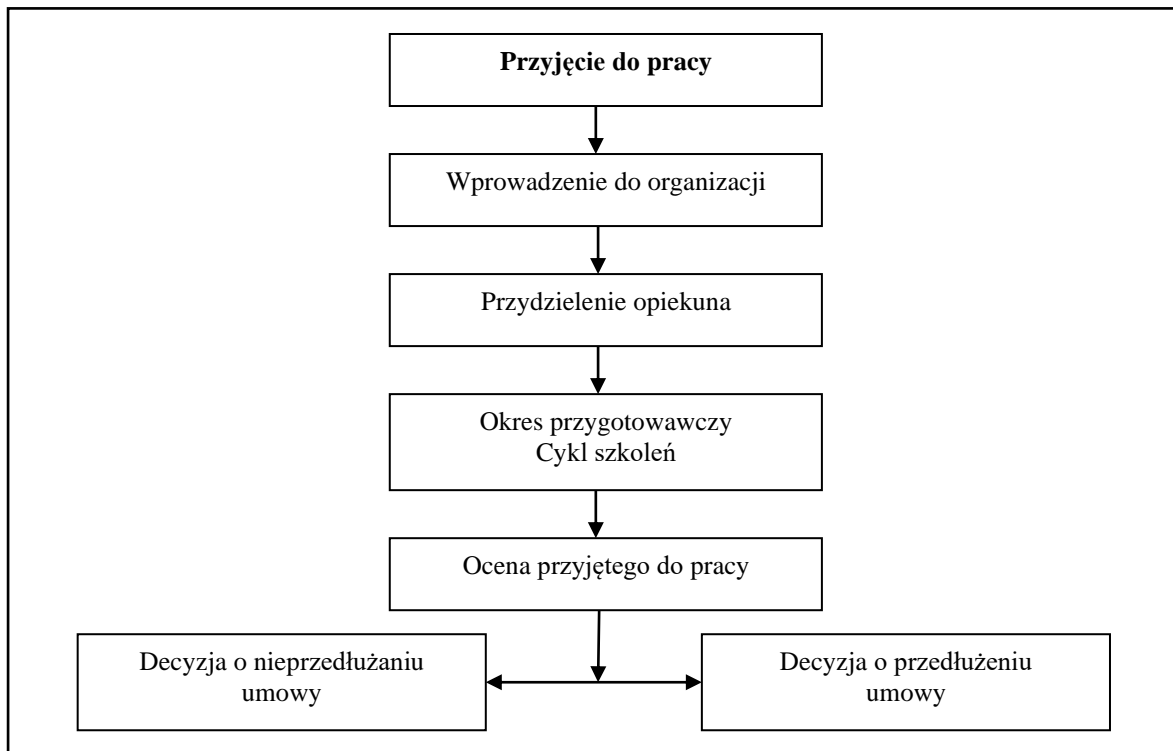 Przyjęcie do pracy
Wprowadzenie do organizacji
Przydzielenie opiekuna
Okres przygotowawczy
Cykl szkoleń
Ocena przyjętego do pracy
Decyzja o nieprzedłużaniu
umowy
Decyzja o przedłużeniu
umowy